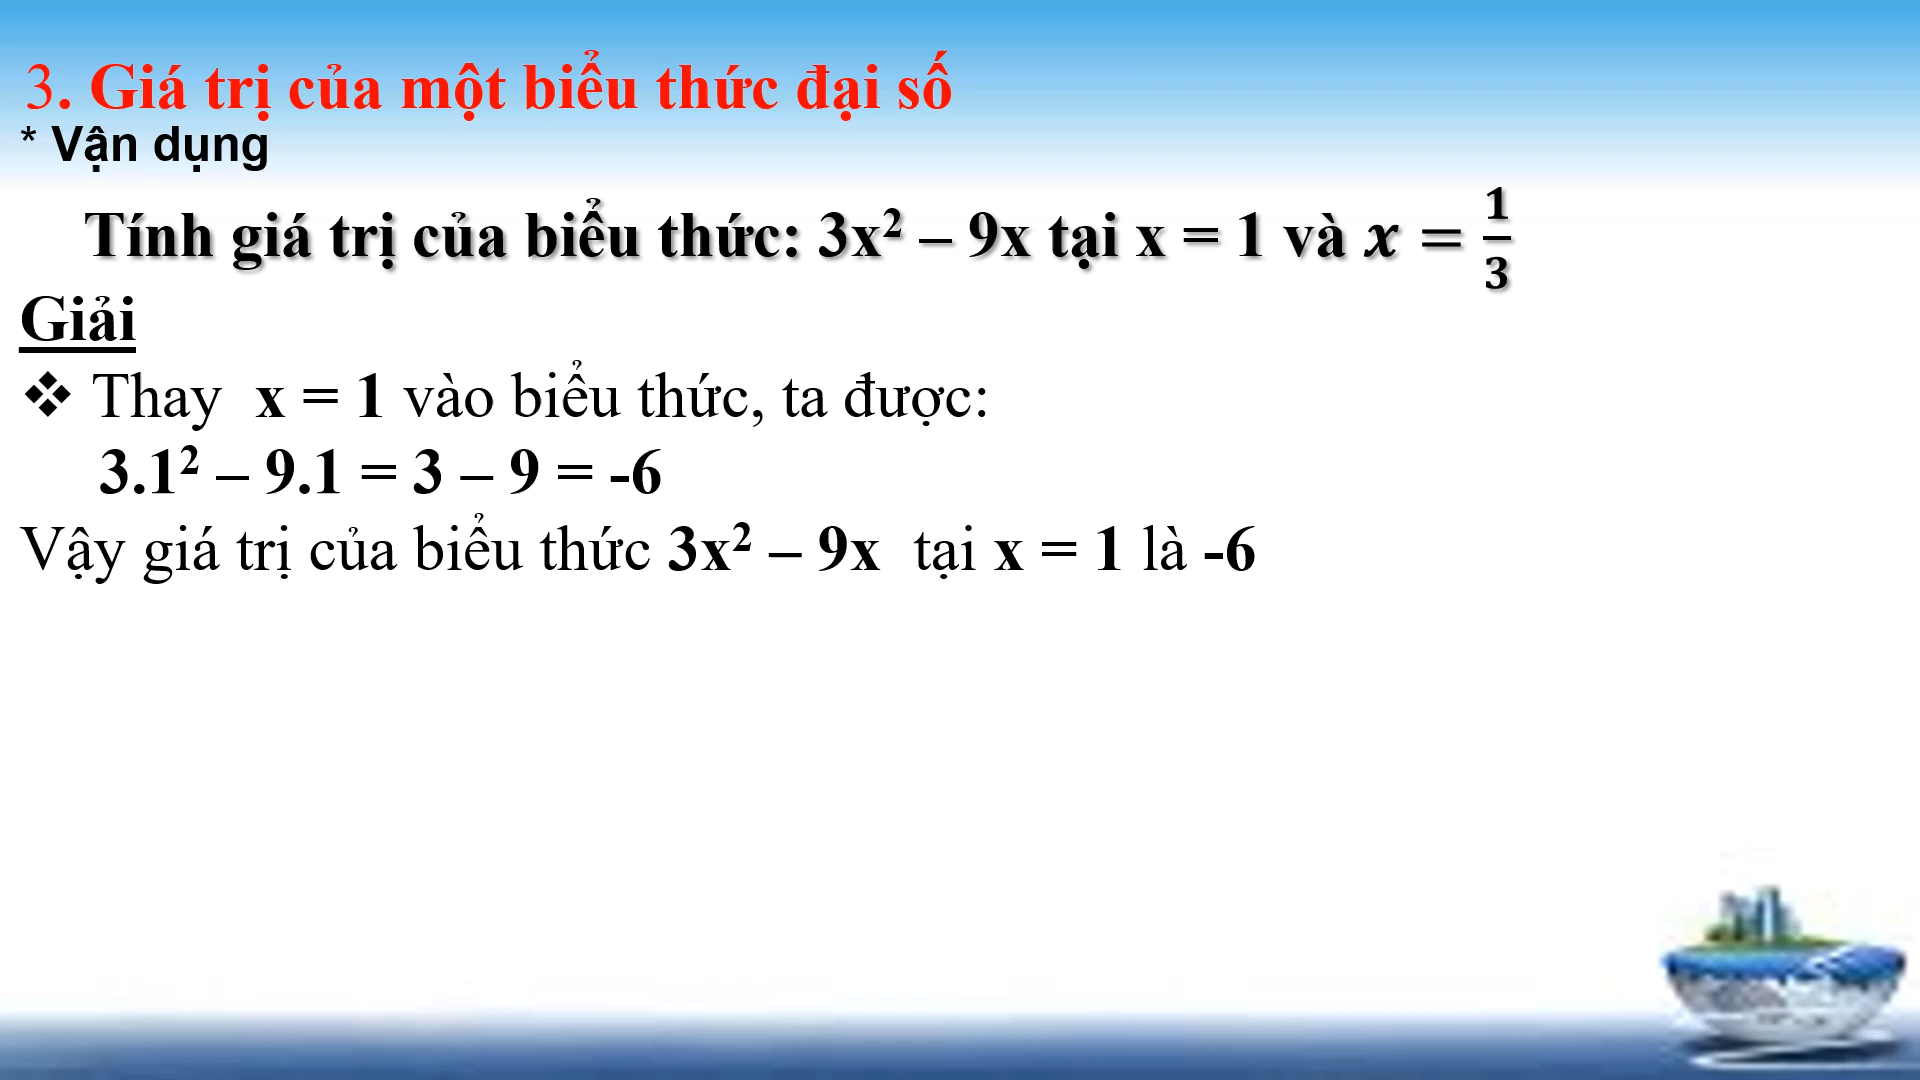 3. Giá trị của một biểu thức đại số
* Vận dụng
Tính giá trị của biểu thức: 3x² – 9x tại x = 1 và x = 1/3
Giải
❖ Thay x = 1 vào biểu thức, ta được:
3.1² – 9.1 = 3 – 9 = -6
Vậy giá trị của biểu thức 3x² – 9x tại x = 1 là -6